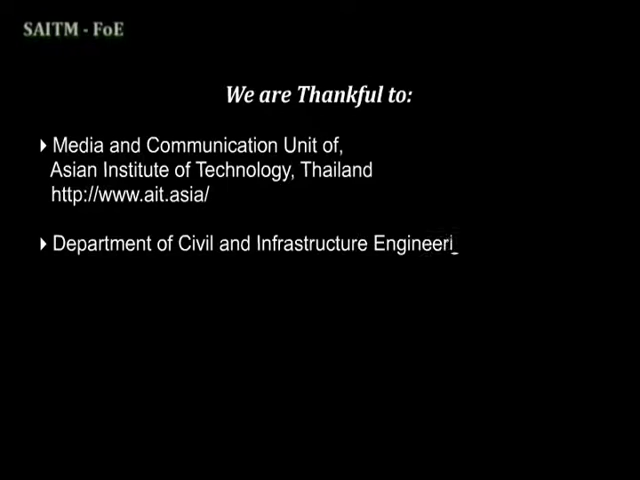 SAITM - FoE
We are Thankful to:
Media and Communication Unit of,
Asian Institute of Technology, Thailand
http://www.ait.asia/
Department of Civil and Infrastructure Engineeri